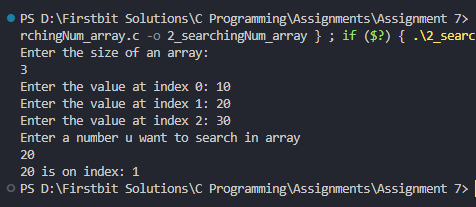 PS D:\Firstbit Solutions\C Programming\Assignments\Assignment 7>
rchingNum_array.c -o 2_searchingNum_array } ; if ($?) { .\2_searc
Enter the size of an array:
3
Enter the value at index 0: 10
Enter the value at index 1: 20
Enter the value at index 2: 30
Enter a number u want to search in array
20
20 is on index: 1
PS D:\Firstbit Solutions\C Programming\Assignments\Assignment 7>